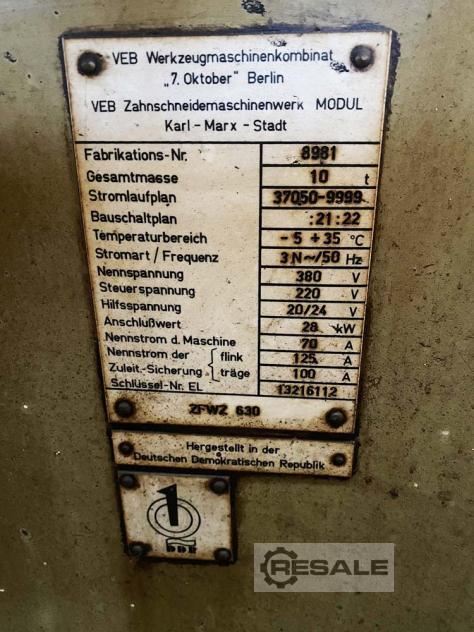 VEB Werkzeugmaschinenkombinat
„7. Oktober" Berlin
VEB Zahnschneidemaschinenwerk MODUL
Karl-Marx-Stadt
Fabrikations-Nr. 8981
Gesamtmasse 10 t
Stromlaufplan 37050-9999
Bauschaltplan :21:22
Temperaturbereich -5 +35 °C
Stromart/Frequenz 3N~/50 Hz
Nennspannung 380 V
Steuerspannung 220 V
Hilfsspannung 20/24 V
Anschlußwert 28 kW
Nennstrom d. Maschine 70 A
Nennstrom der { flink 125 A
Zuleit.-Sicherung { träge 100 A
Schlüssel-Nr. EL 13216112
ZFWZ 630
Hergestellt in der
Deutschen Demokratischen Republik
1
RESALE